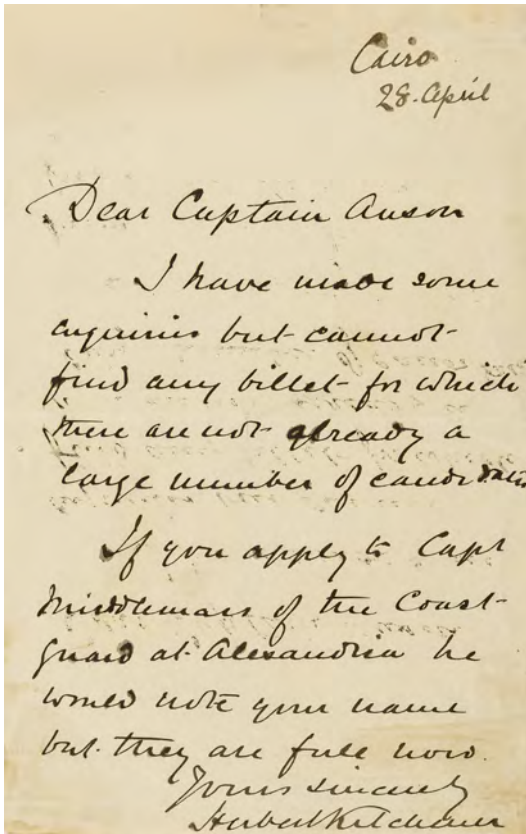 Cairo
28. April
Dear Captain Anson
I have made some
enquiries but cannot
find any billet for which
there are not already a
large number of candidates
If you apply to Capt
Middlemass of the Coast-
guard at Alexandria he
would note your name
but they are full now.
Yours sincerely
Herbert Kitchener